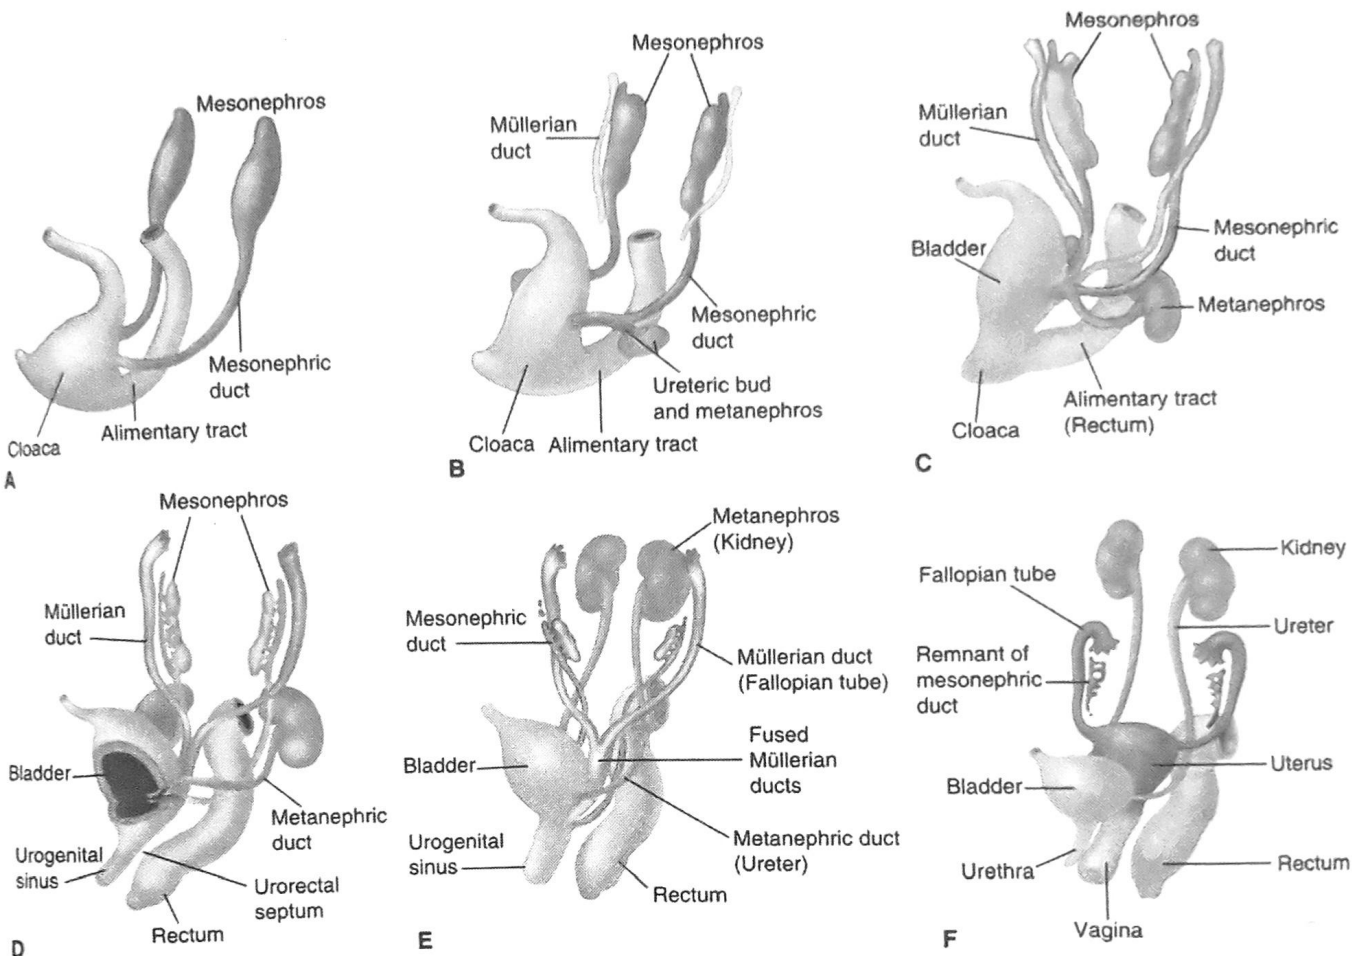 Mesonephros
Mesonephric
duct
Alimentary tract
Cloaca
A
Mesonephros
Müllerian
duct
Mesonephric
duct
Ureteric bud
and metanephros
Cloaca Alimentary tract
B
Mesonephros
Müllerian
duct
Bladder
Mesonephric
duct
Metanephros
Alimentary tract
(Rectum)
Cloaca
C
Mesonephros
Müllerian
duct
Bladder
Metanephric
duct
Urogenital
sinus
Urorectal
septum
Rectum
D
Metanephros
(Kidney)
Mesonephric
duct
Müllerian duct
(Fallopian tube)
Fused
Müllerian
ducts
Bladder
Metanephric duct
(Ureter)
Urogenital
sinus
Rectum
E
Kidney
Fallopian tube
Ureter
Remnant of
mesonephric
duct
Uterus
Bladder
Urethra
Rectum
Vagina
F